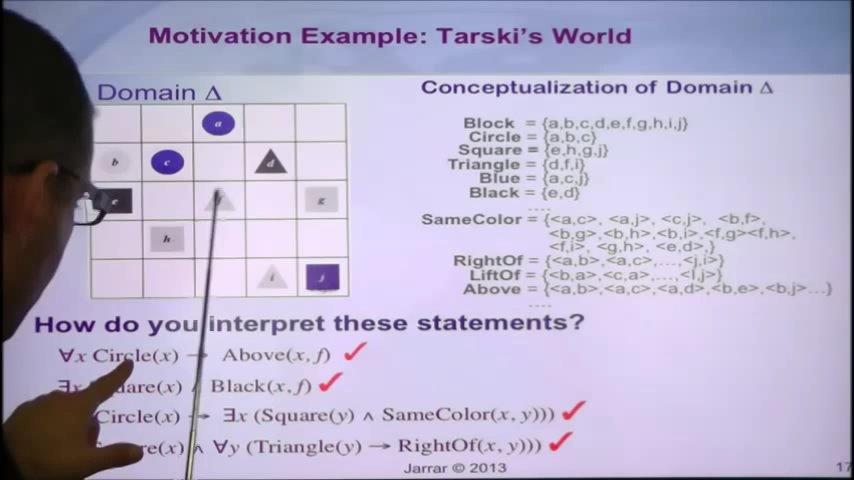 Motivation Example: Tarski's World
Domain Δ
a
b c d
e f g
h
i j
Conceptualization of Domain Δ
Block = {a,b,c,d,e,f,g,h,i,j}
Circle = {a,b,c}
Square = {e,h,g,j}
Triangle = {d,f,i}
Blue = {a,c,j}
Black = {e,d}
....
SameColor = {<a,c>, <a,j>, <c,j>, <b,f>,
<b,g>, <b,h>, <b,i>, <f,g><f,h>,
<f,i>, <g,h>, <e,d>,}
RightOf = {<a,b>,<a,c>,...,<j,i>}
LiftOf = {<b,a>,<c,a>,...,<I,j>}
Above = {<a,b>,<a,c>,<a,d>,<b,e>,<b,j>...}
....
How do you interpret these statements?
∀x Circle(x) → Above(x, f) ✓
∃x (x) Black(x, f) ✓
Circle(x) → ∃x (Square(y) ∧ SameColor(x, y))) ✓
(x) ∧ ∀y (Triangle(y) → RightOf(x, y))) ✓
Jarrar © 2013
17